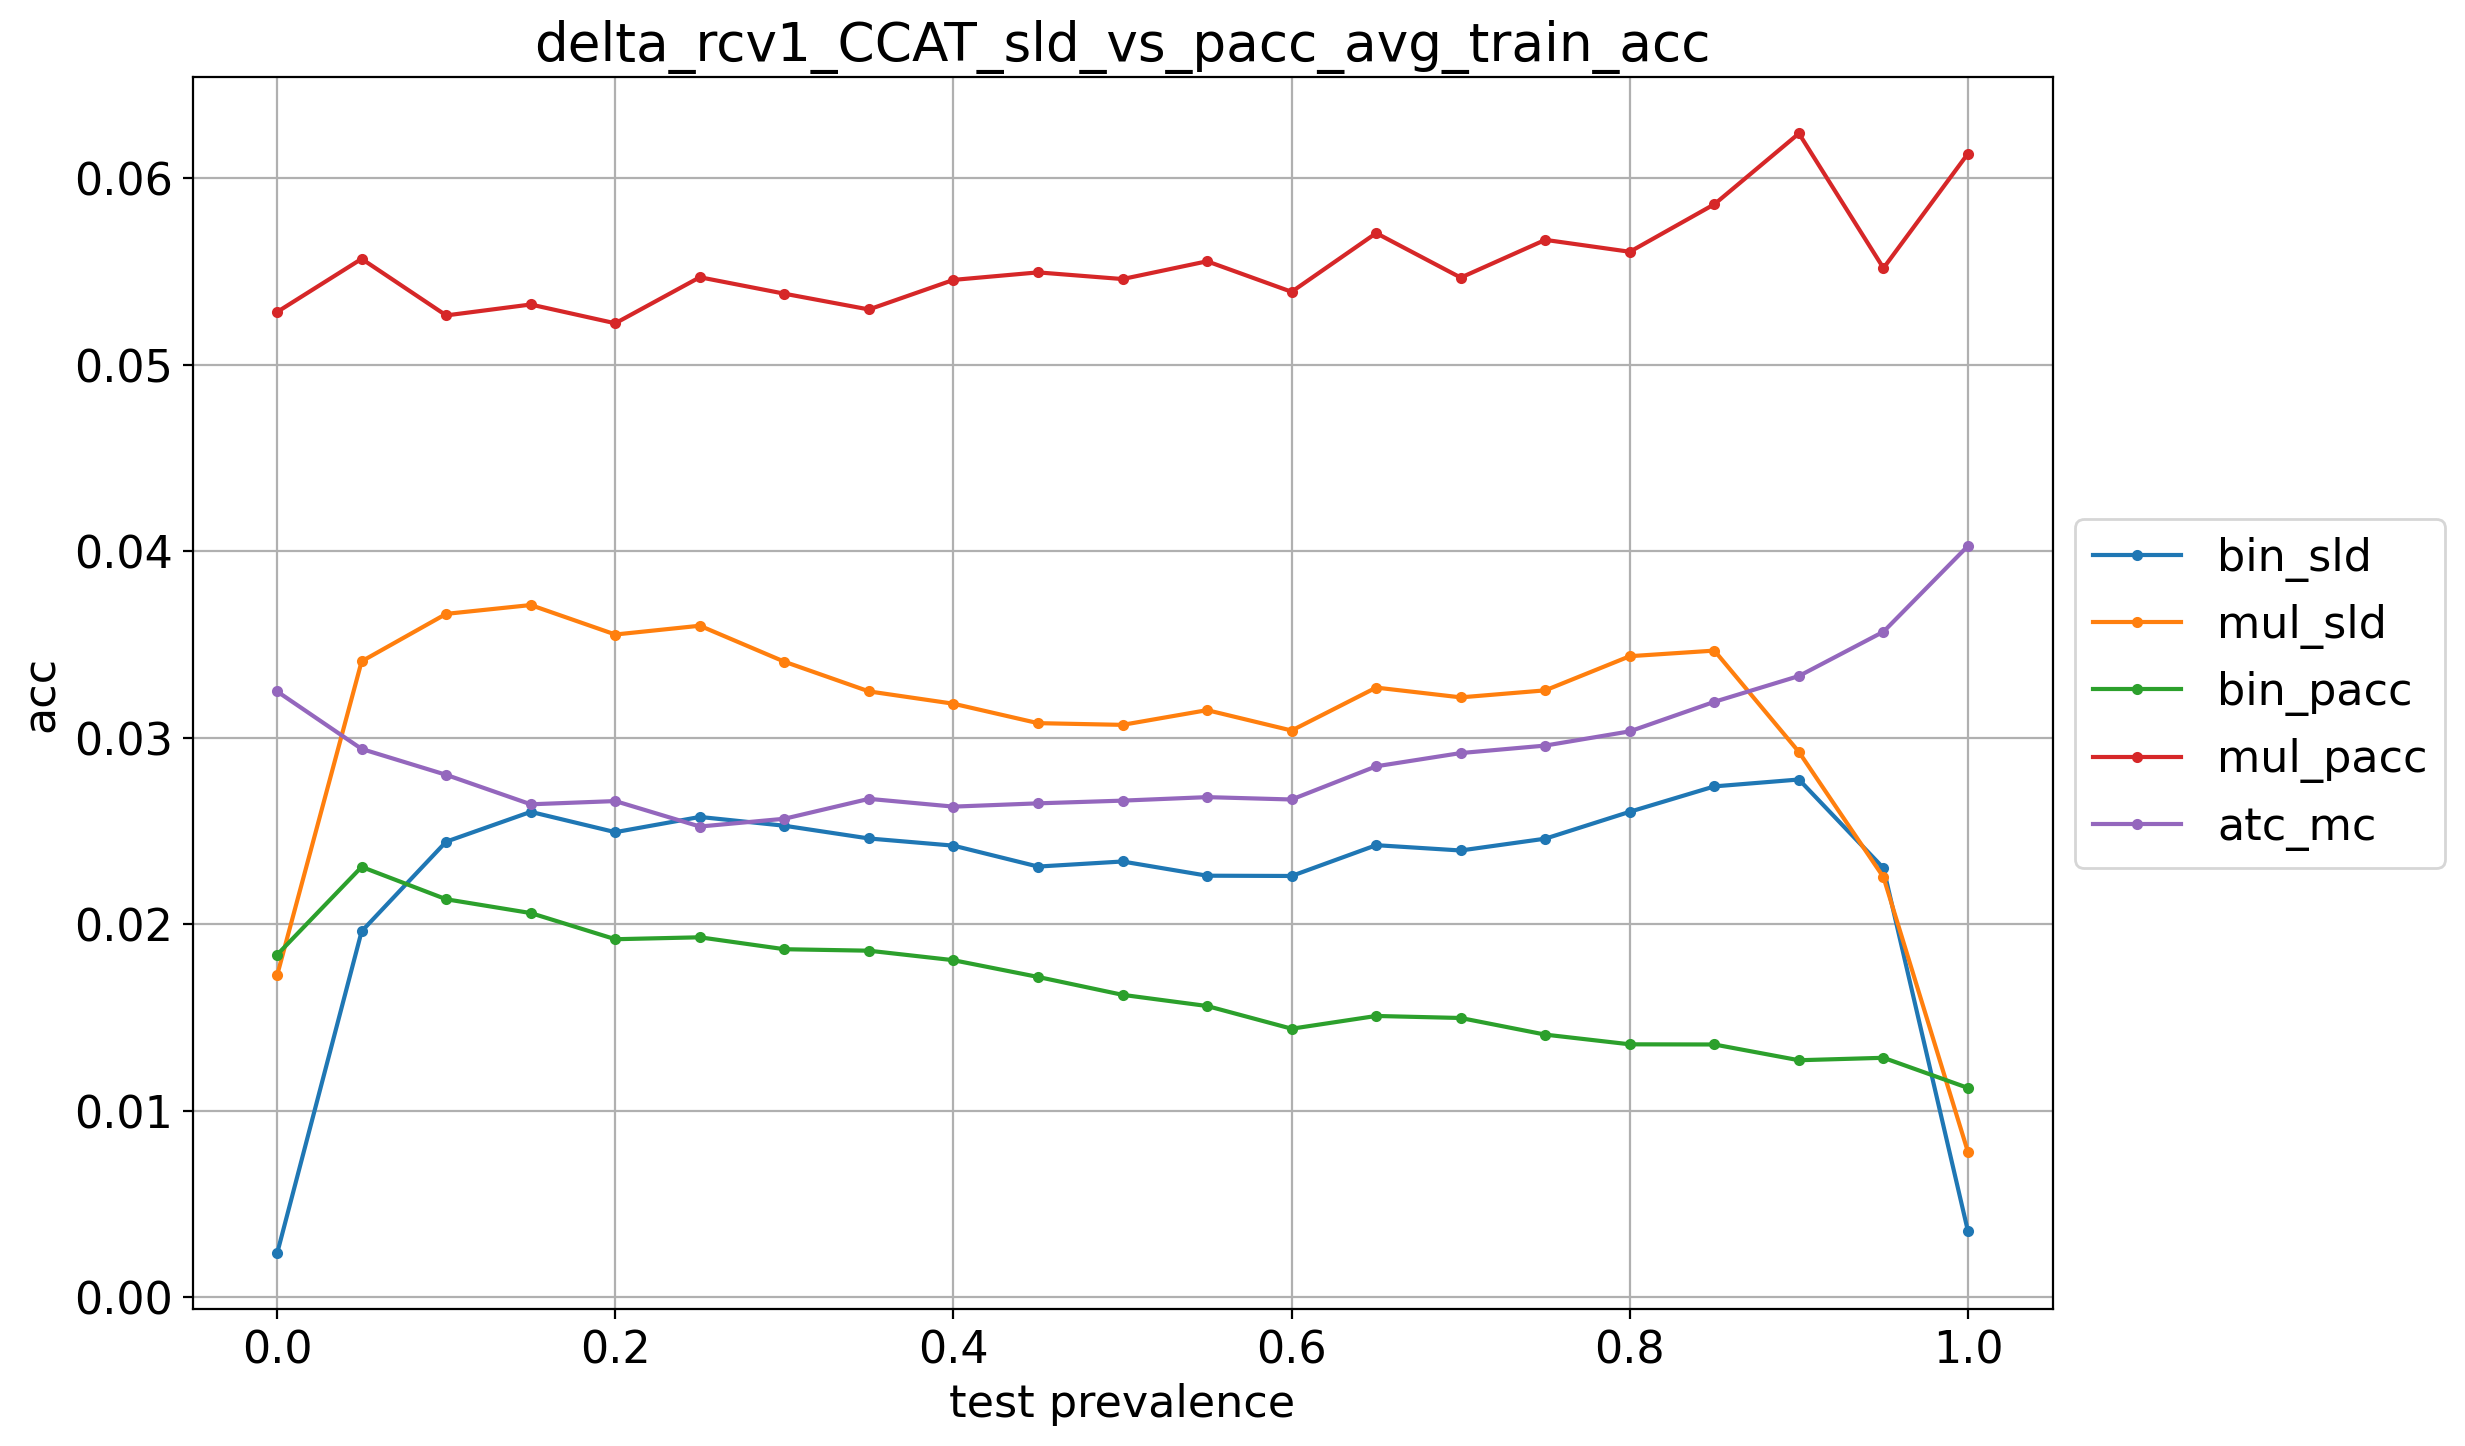 delta_rcv1_CCAT_sld_vs_pacc_avg_train_acc
acc
0.06
0.05
0.04
0.03
0.02
0.01
0.00
0.0 0.2 0.4 0.6 0.8 1.0
test prevalence
bin_sld
mul_sld
bin_pacc
mul_pacc
atc_mc